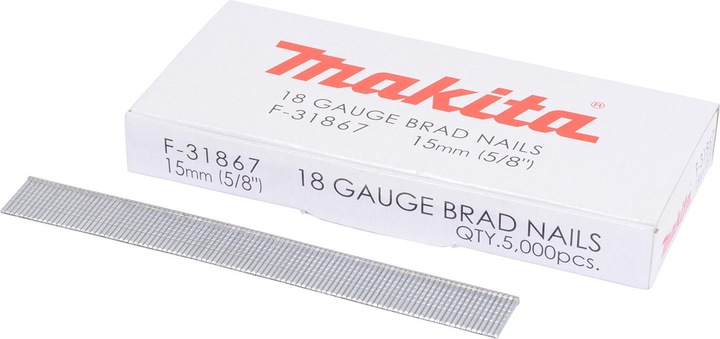 makita®
18 GAUGE BRAD NAILS
F-31867 15mm (5/8")
F-31867
15mm (5/8")
18 GAUGE BRAD NAILS
QTY.5,000pcs.